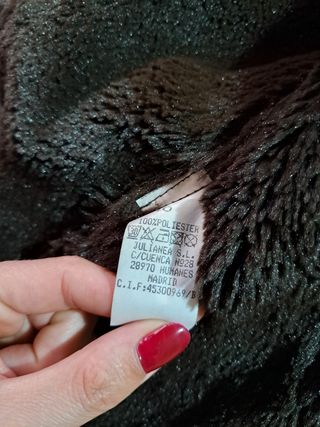 100%POLIESTER
JULIANEA S.L.
C/CUENCA Nº28
28970 HUMANES
MADRID
C.I.F:45300969/B